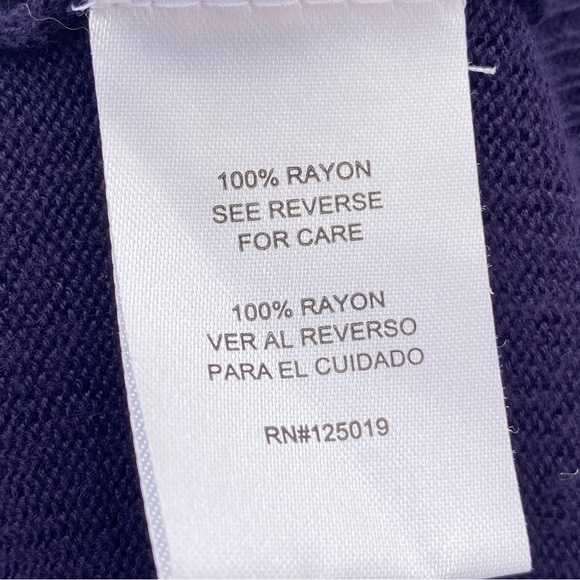 100% RAYON
SEE REVERSE
FOR CARE
100% RAYON
VER AL REVERSO
PARA EL CUIDADO
RN#125019